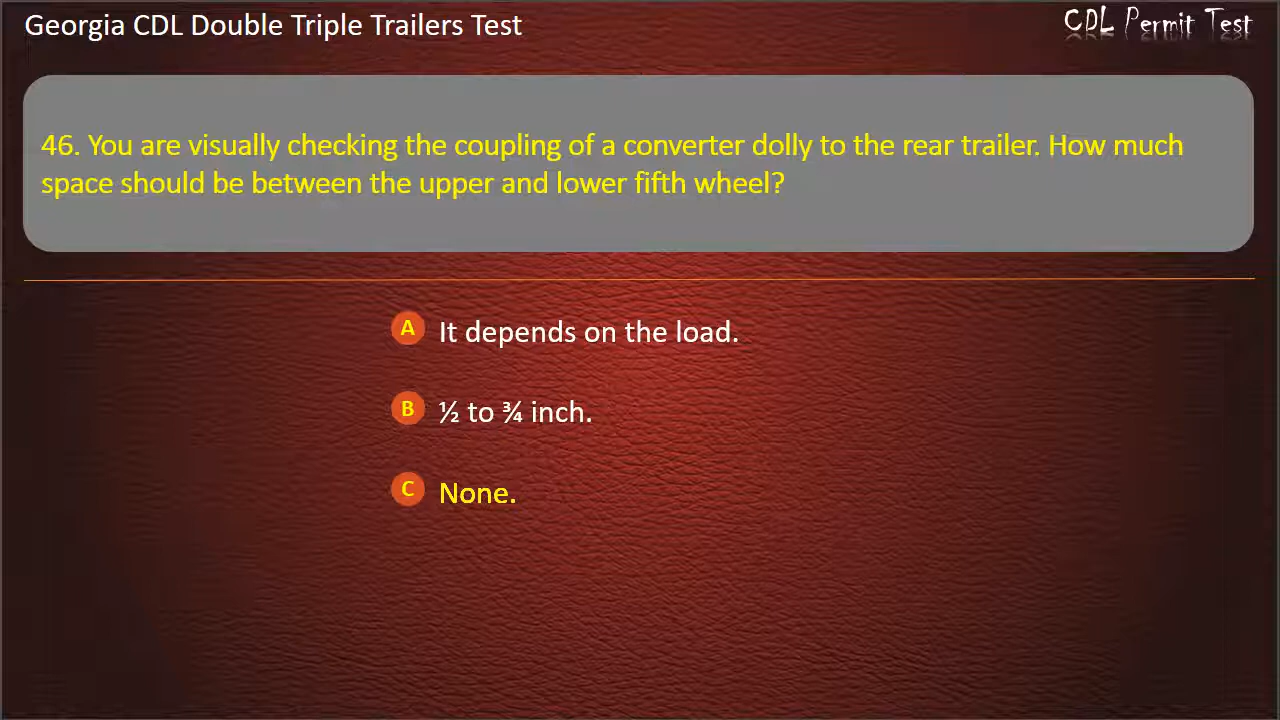 Georgia CDL Double Triple Trailers Test
CDL Permit Test
46. You are visually checking the coupling of a converter dolly to the rear trailer. How much
space should be between the upper and lower fifth wheel?
A It depends on the load.
B ½ to ¾ inch.
C None.